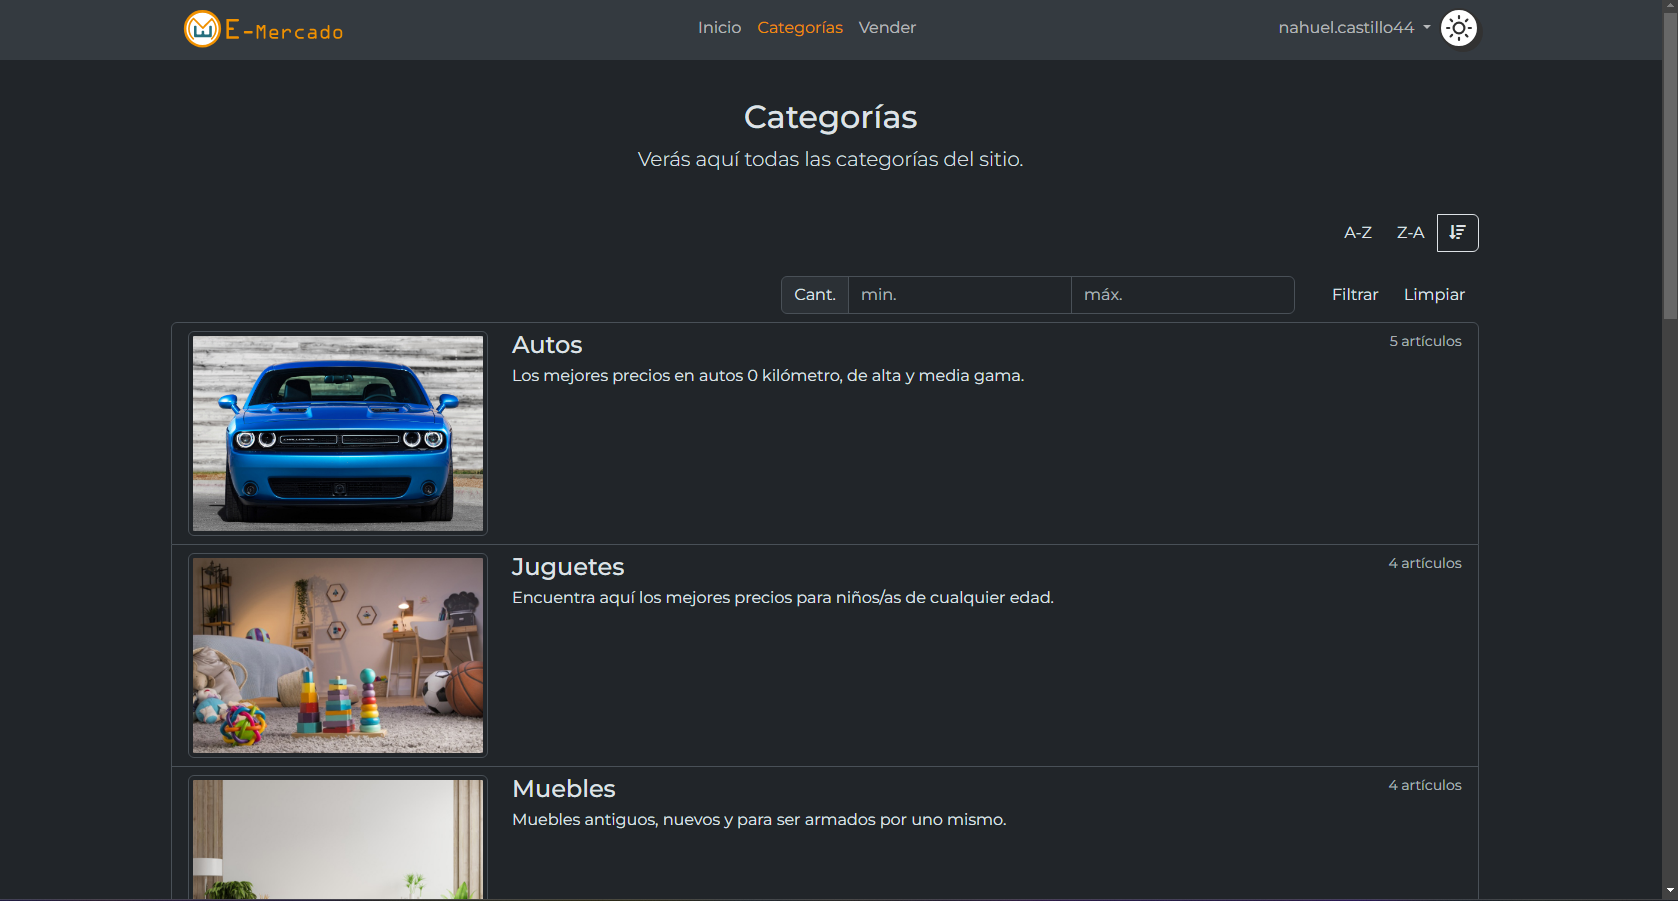 E-Mercado
Inicio Categorías Vender
nahuel.castillo44
Categorías
Verás aquí todas las categorías del sitio.
A-Z Z-A
Cant. min. máx. Filtrar Limpiar
Autos
5 artículos
Los mejores precios en autos 0 kilómetro, de alta y media gama.
CHALLENGER
Juguetes
4 artículos
Encuentra aquí los mejores precios para niños/as de cualquier edad.
Muebles
4 artículos
Muebles antiguos, nuevos y para ser armados por uno mismo.